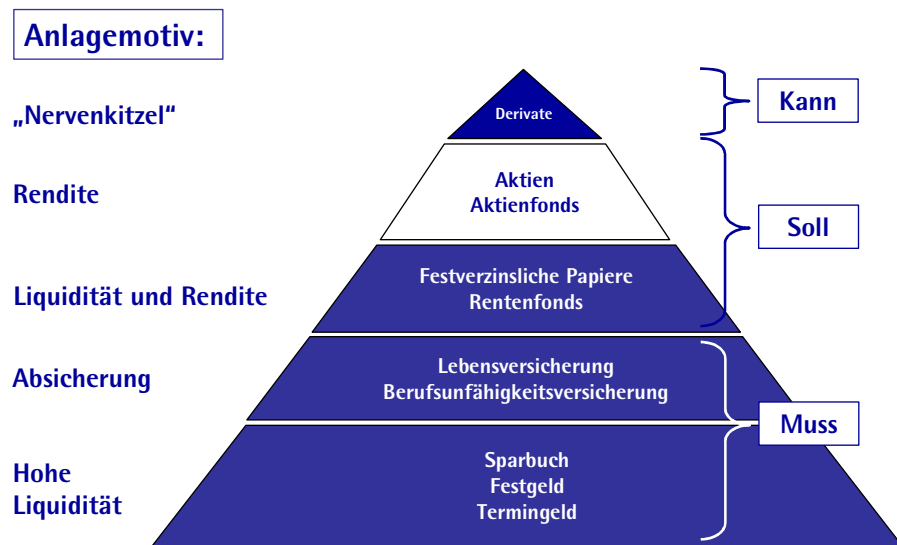 Anlagemotiv:
„Nervenkitzel“
Derivate
Kann
Rendite
Aktien
Aktienfonds
Soll
Liquidität und Rendite
Festverzinsliche Papiere
Rentenfonds
Absicherung
Lebensversicherung
Berufsunfähigkeitsversicherung
Muss
Hohe
Liquidität
Sparbuch
Festgeld
Termingeld